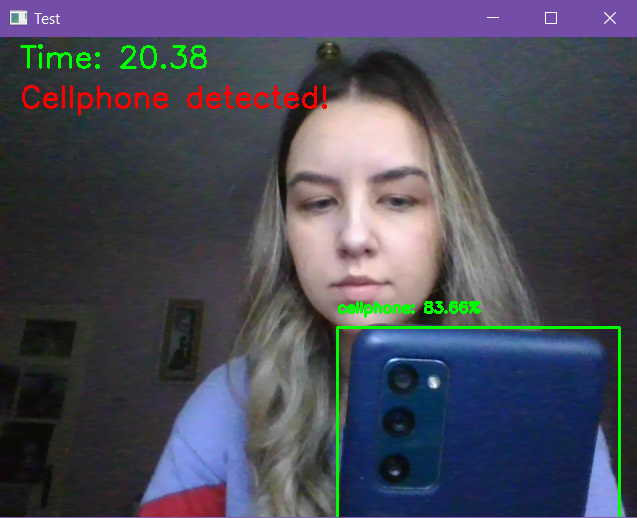 Test
Time: 20.38
Cellphone detected!
cellphone: 83.66%